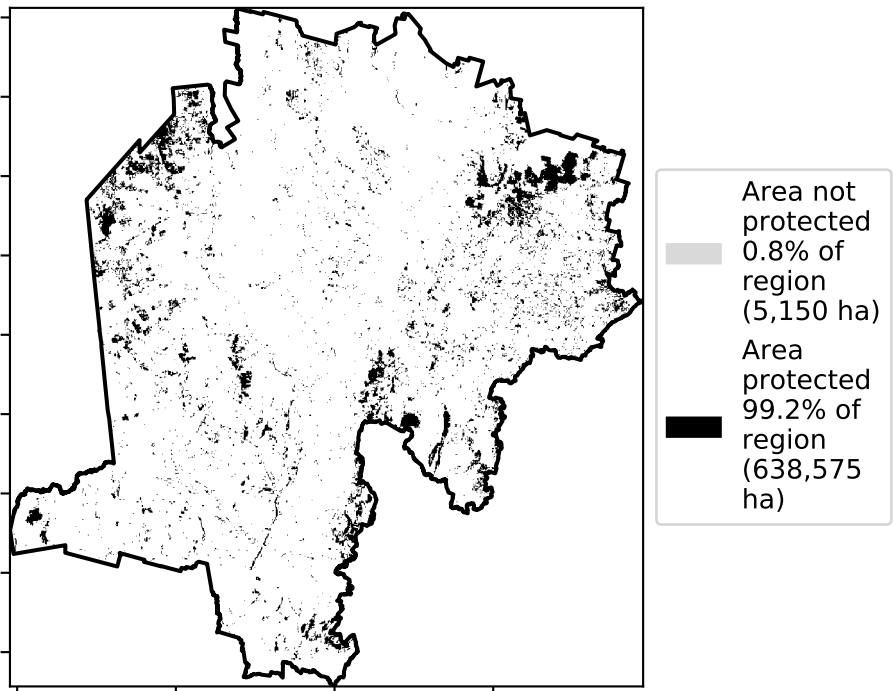 Area not
protected
0.8% of
region
(5,150 ha)
Area
protected
99.2% of
region
(638,575
ha)